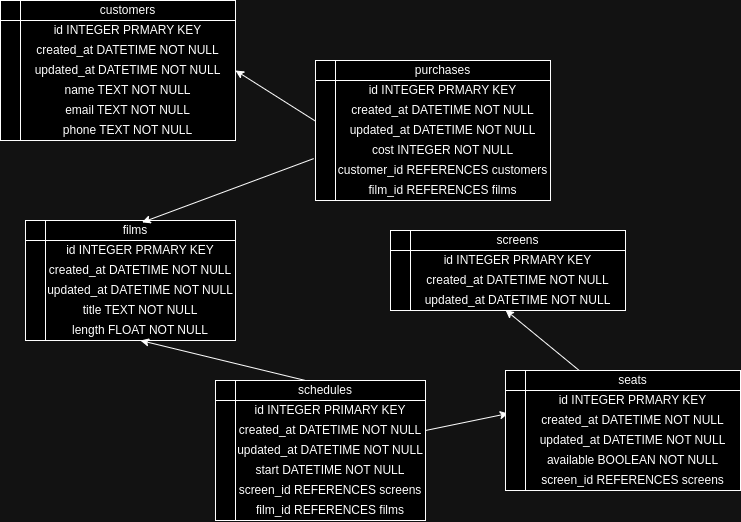 customers
id INTEGER PRMARY KEY
created_at DATETIME NOT NULL
updated_at DATETIME NOT NULL
name TEXT NOT NULL
email TEXT NOT NULL
phone TEXT NOT NULL
purchases
id INTEGER PRMARY KEY
created_at DATETIME NOT NULL
updated_at DATETIME NOT NULL
cost INTEGER NOT NULL
customer_id REFERENCES customers
film_id REFERENCES films
films
id INTEGER PRMARY KEY
created_at DATETIME NOT NULL
updated_at DATETIME NOT NULL
title TEXT NOT NULL
length FLOAT NOT NULL
screens
id INTEGER PRMARY KEY
created_at DATETIME NOT NULL
updated_at DATETIME NOT NULL
schedules
id INTEGER PRIMARY KEY
created_at DATETIME NOT NULL
updated_at DATETIME NOT NULL
start DATETIME NOT NULL
screen_id REFERENCES screens
film_id REFERENCES films
seats
id INTEGER PRMARY KEY
created_at DATETIME NOT NULL
updated_at DATETIME NOT NULL
available BOOLEAN NOT NULL
screen_id REFERENCES screens